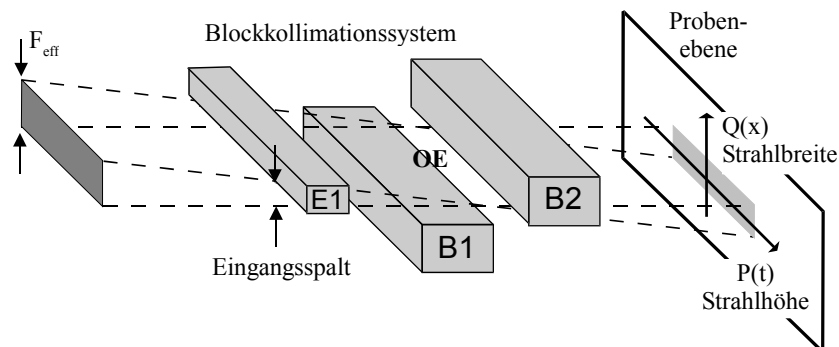 F_eff
Blockkollimationssystem
Proben-
ebene
Q(x)
Strahlbreite
OE
E1
B2
B1
Eingangsspalt
P(t)
Strahlhöhe